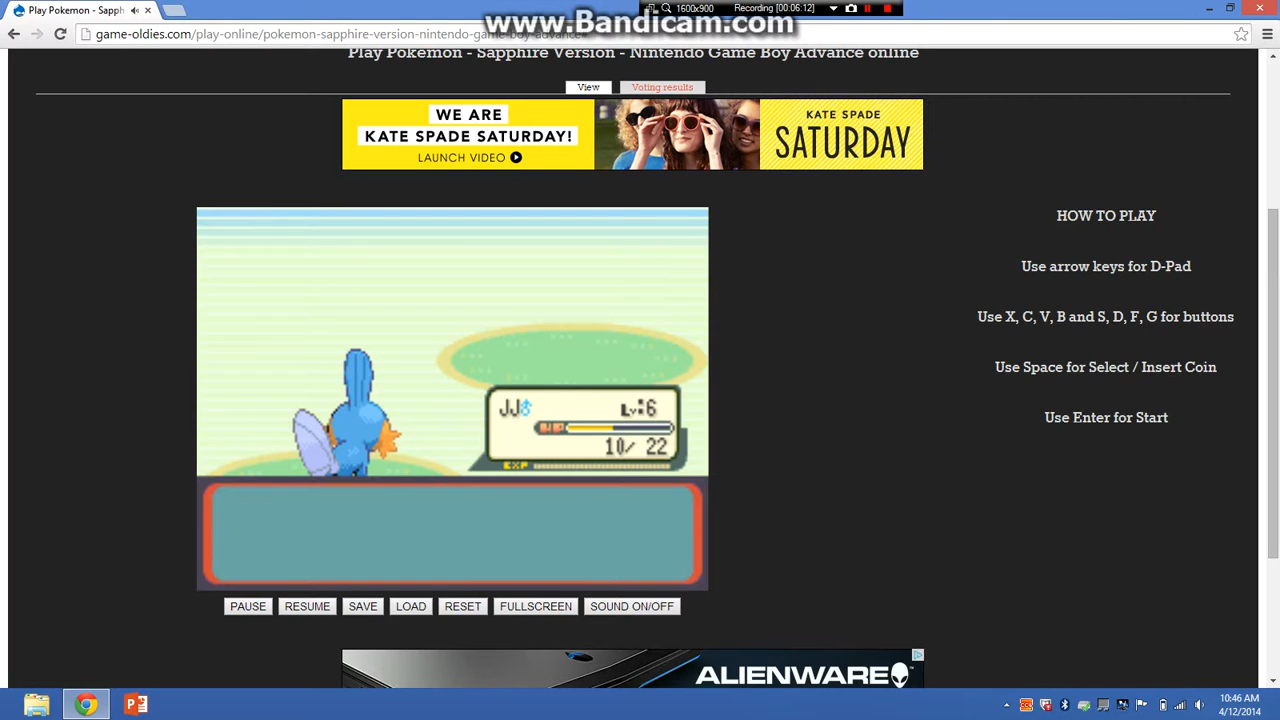 Play Pokemon - Sapph
1600x900
Recording [00:06:12]
www.Bandicam.com
game-oldies.com/play-online/pokemon-sapphire-version-nintendo-game-boy-advance
Play Pokemon - Sapphire Version - Nintendo Game Boy Advance online
View
Voting results
WE ARE
KATE SPADE SATURDAY!
LAUNCH VIDEO
KATE SPADE
SATURDAY
HOW TO PLAY
Use arrow keys for D-Pad
Use X, C, V, B and S, D, F, G for buttons
Use Space for Select / Insert Coin
Use Enter for Start
JJ♂ Lv:6
10/ 22
EXP
PAUSE
RESUME
SAVE
LOAD
RESET
FULLSCREEN
SOUND ON/OFF
ALIENWARE
10:46 AM
4/12/2014